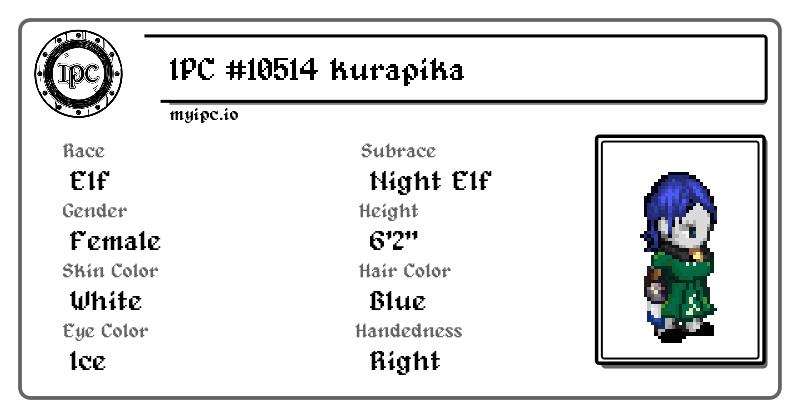 IPC
IPC #10514 Kurapika
myipc.io
Race
Elf
Subrace
Night Elf
Gender
Female
Height
6'2"
Skin Color
White
Hair Color
Blue
Eye Color
Ice
Handedness
Right